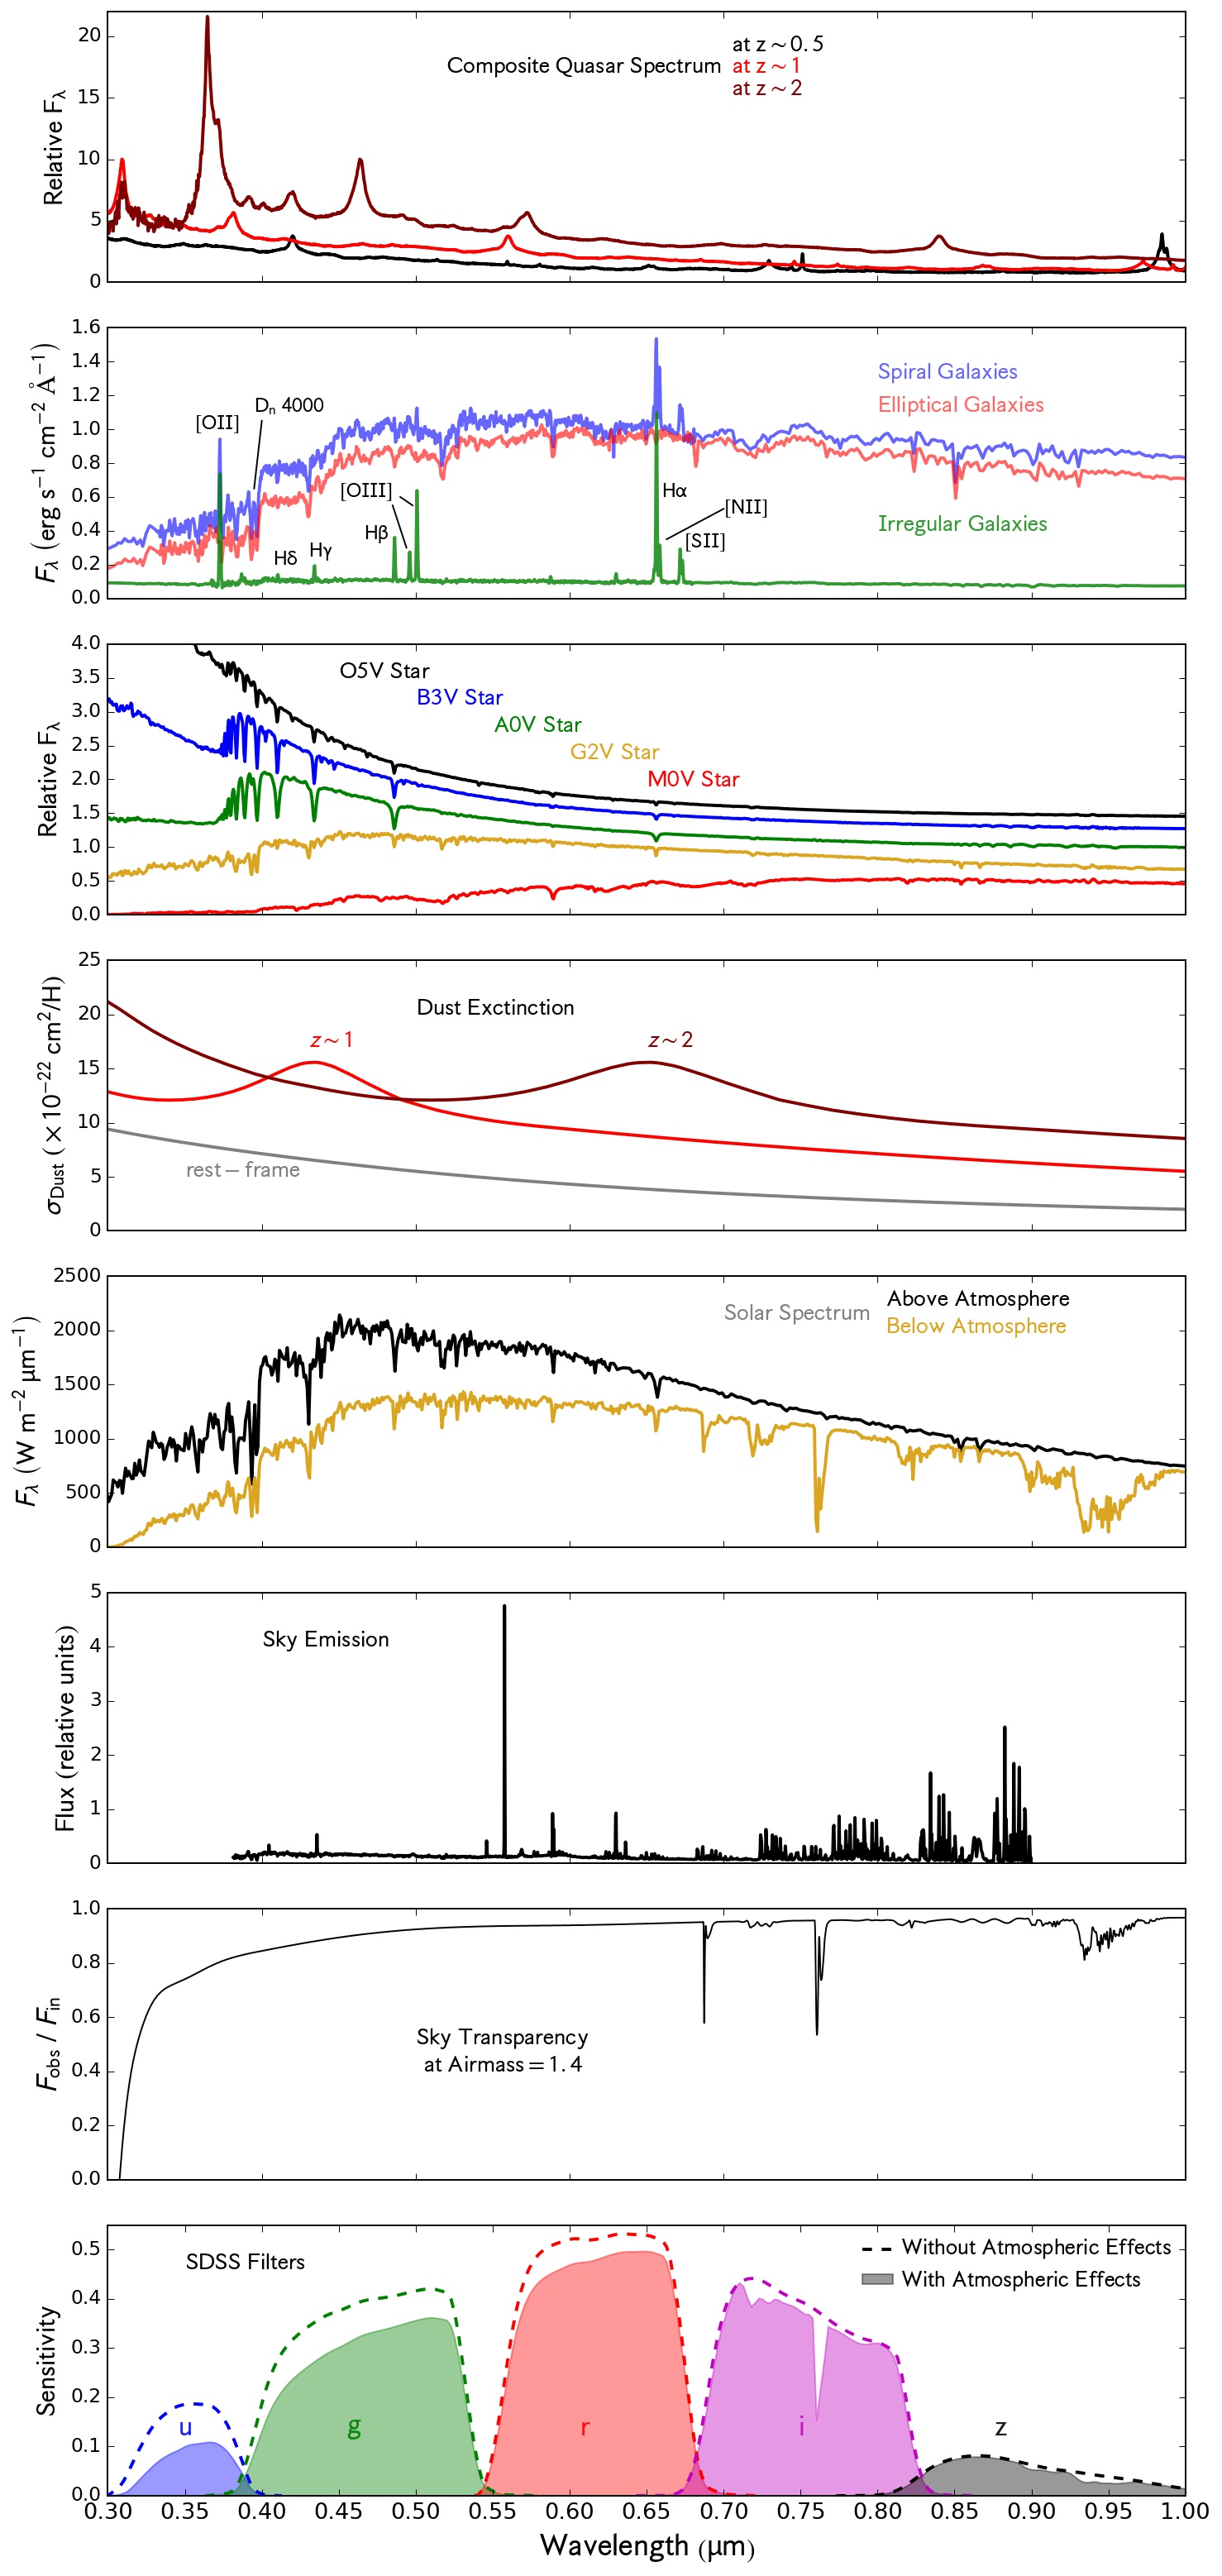 Relative Fλ
20
15
10
5
0
Composite Quasar Spectrum
at z ∼ 0.5
at z ∼ 1
at z ∼ 2
Fλ (erg s⁻¹ cm⁻² Å⁻¹)
1.6
1.4
1.2
1.0
0.8
0.6
0.4
0.2
0.0
Spiral Galaxies
Elliptical Galaxies
Irregular Galaxies
[OII]
Dₙ 4000
[OIII]
Hδ
Hγ
Hβ
Hα
[NII]
[SII]
Relative Fλ
4.0
3.5
3.0
2.5
2.0
1.5
1.0
0.5
0.0
O5V Star
B3V Star
A0V Star
G2V Star
M0V Star
σDust (×10⁻²² cm²/H)
25
20
15
10
5
0
Dust Exctinction
z ∼ 1
z ∼ 2
rest − frame
Fλ (W m⁻² μm⁻¹)
2500
2000
1500
1000
500
0
Solar Spectrum
Above Atmosphere
Below Atmosphere
Flux (relative units)
5
4
3
2
1
0
Sky Emission
Fobs / Fin
1.0
0.8
0.6
0.4
0.2
0.0
Sky Transparency
at Airmass = 1.4
Sensitivity
0.5
0.4
0.3
0.2
0.1
0.0
SDSS Filters
Without Atmospheric Effects
With Atmospheric Effects
u
g
r
i
z
0.30 0.35 0.40 0.45 0.50 0.55 0.60 0.65 0.70 0.75 0.80 0.85 0.90 0.95 1.00
Wavelength (μm)